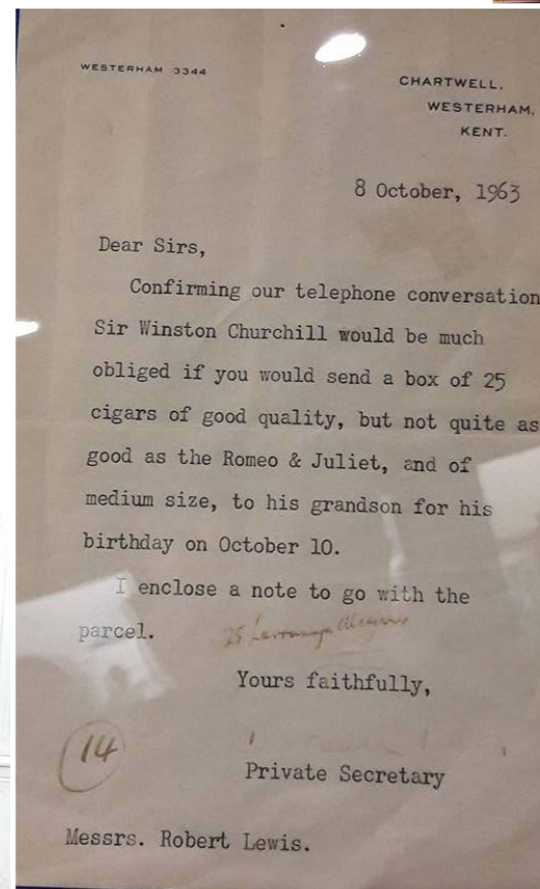 WESTERHAM 3344
CHARTWELL.
WESTERHAM,
KENT.
8 October, 1963
Dear Sirs,
Confirming our telephone conversation
Sir Winston Churchill would be much
obliged if you would send a box of 25
cigars of good quality, but not quite as
good as the Romeo & Juliet, and of
medium size, to his grandson for his
birthday on October 10.
I enclose a note to go with the
parcel.
25
Yours faithfully,
14
Private Secretary
Messrs. Robert Lewis.